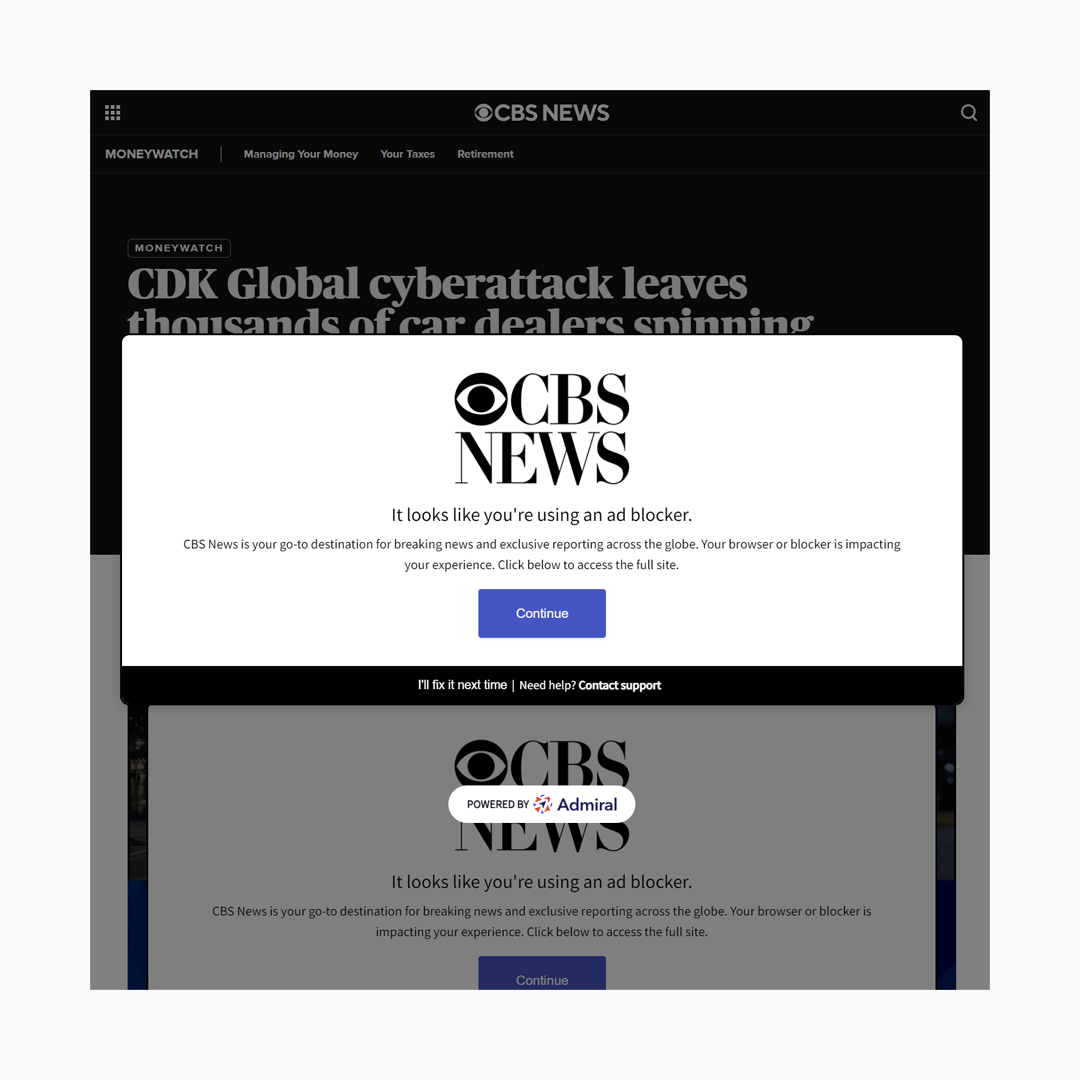 CBS NEWS
MONEYWATCH | Managing Your Money Your Taxes Retirement
MONEYWATCH
CDK Global cyberattack leaves
thousands of car dealers spinning
CBS
NEWS
It looks like you're using an ad blocker.
CBS News is your go-to destination for breaking news and exclusive reporting across the globe. Your browser or blocker is impacting
your experience. Click below to access the full site.
Continue
I'll fix it next time | Need help? Contact support
CBS
POWERED BY Admiral
NEWS
It looks like you're using an ad blocker.
CBS News is your go-to destination for breaking news and exclusive reporting across the globe. Your browser or blocker is
impacting your experience. Click below to access the full site.
Continue